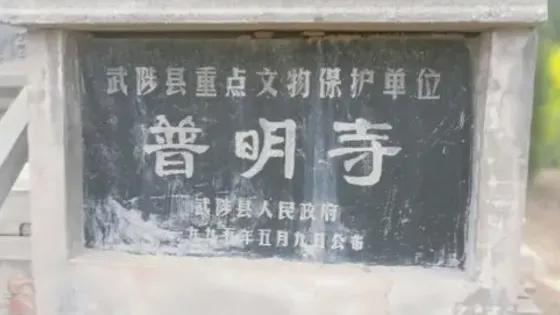 武陟县重点文物保护单位
普明寺
武陟县人民政府
年五月九日公布